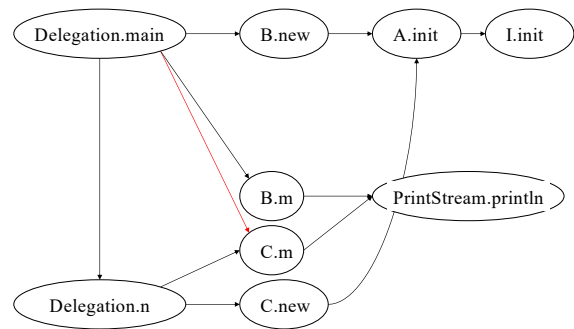 Delegation.main
B.new
A.init
I.init
B.m
PrintStream.println
C.m
Delegation.n
C.new